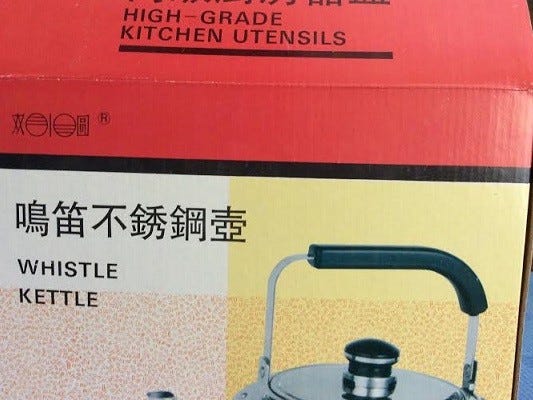 HIGH-GRADE
KITCHEN UTENSILS
®
鳴笛不銹鋼壺
WHISTLE
KETTLE